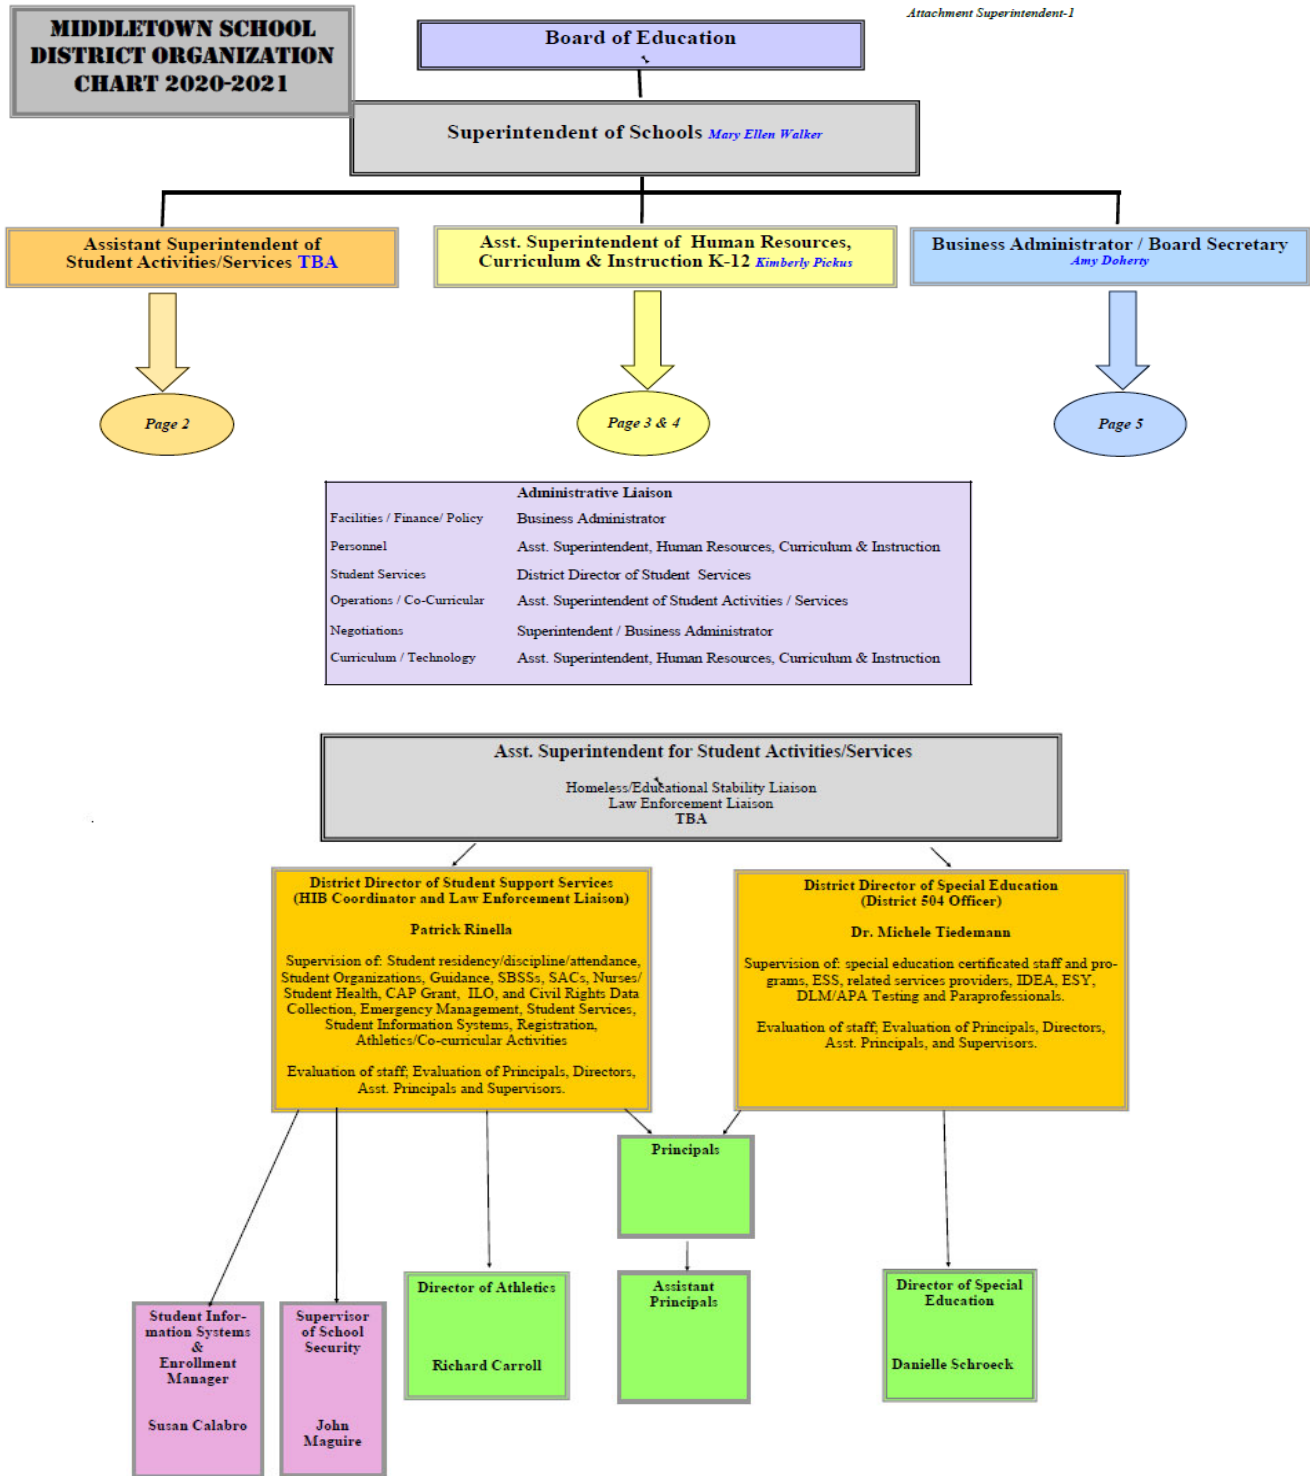 Attachment Superintendent-1
MIDDLETOWN SCHOOL
DISTRICT ORGANIZATION
CHART 2020-2021
Board of Education
Superintendent of Schools Mary Ellen Walker
Assistant Superintendent of
Student Activities/Services TBA
Asst. Superintendent of Human Resources,
Curriculum & Instruction K-12 Kimberly Pickus
Business Administrator / Board Secretary
Amy Doherty
Page 2
Page 3 & 4
Page 5
Administrative Liaison
Facilities / Finance/ Policy Business Administrator
Personnel Asst. Superintendent, Human Resources, Curriculum & Instruction
Student Services District Director of Student Services
Operations / Co-Curricular Asst. Superintendent of Student Activities / Services
Negotiations Superintendent / Business Administrator
Curriculum / Technology Asst. Superintendent, Human Resources, Curriculum & Instruction
Asst. Superintendent for Student Activities/Services
Homeless/Educational Stability Liaison
Law Enforcement Liaison
TBA
District Director of Student Support Services
(HIB Coordinator and Law Enforcement Liaison)
Patrick Rinella
Supervision of: Student residency/discipline/attendance,
Student Organizations, Guidance, SBSSs, SACs, Nurses/
Student Health, CAP Grant, ILO, and Civil Rights Data
Collection, Emergency Management, Student Services,
Student Information Systems, Registration,
Athletics/Co-curricular Activities
Evaluation of staff; Evaluation of Principals, Directors,
Asst. Principals and Supervisors.
District Director of Special Education
(District 504 Officer)
Dr. Michele Tiedemann
Supervision of: special education certificated staff and pro-
grams, ESS, related services providers, IDEA, ESY,
DLM/APA Testing and Paraprofessionals.
Evaluation of staff; Evaluation of Principals, Directors,
Asst. Principals, and Supervisors.
Principals
Assistant
Principals
Director of Athletics
Richard Carroll
Director of Special
Education
Danielle Schroeck
Student Infor-
mation Systems
&
Enrollment
Manager
Susan Calabro
Supervisor
of School
Security
John
Maguire